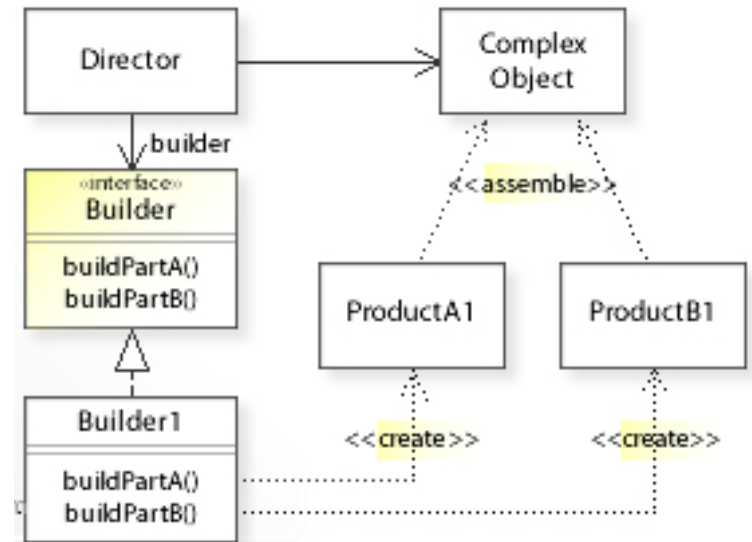 Director
Complex
Object
builder
«interface»
Builder
<<assemble>>
buildPartA()
buildPartB()
ProductA1
ProductB1
Builder1
<<create>>
<<create>>
buildPartA()
buildPartB()